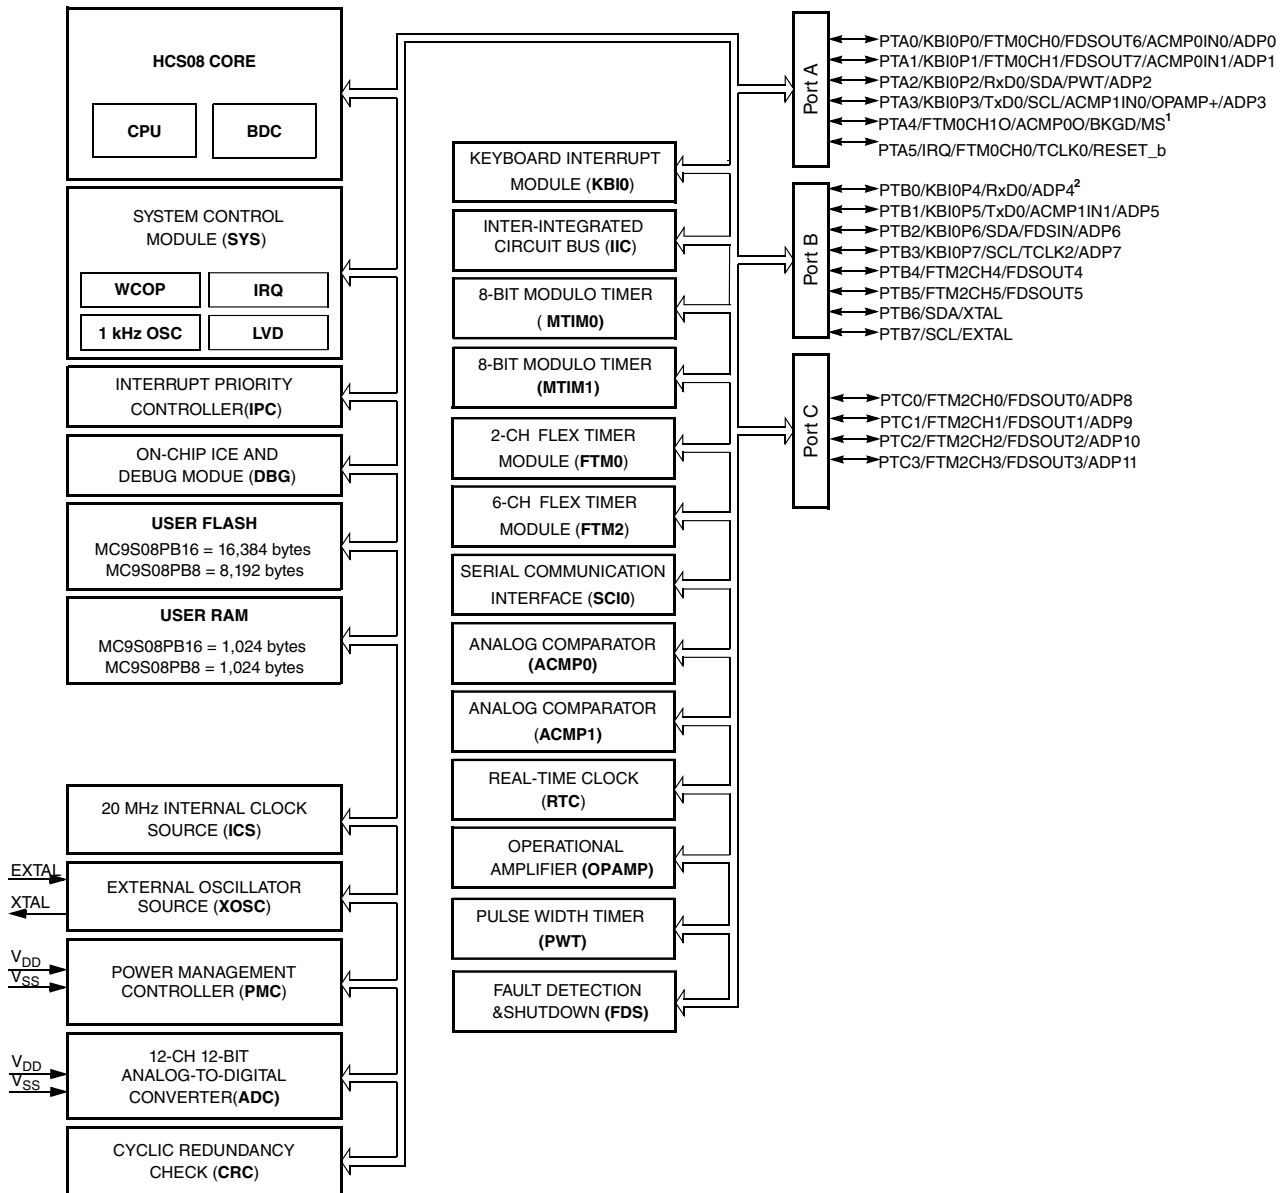 HCS08 CORE
CPU
BDC
SYSTEM CONTROL
MODULE (SYS)
WCOP
IRQ
1 kHz OSC
LVD
INTERRUPT PRIORITY
CONTROLLER(IPC)
ON-CHIP ICE AND
DEBUG MODUE (DBG)
USER FLASH
MC9S08PB16 = 16,384 bytes
MC9S08PB8 = 8,192 bytes
USER RAM
MC9S08PB16 = 1,024 bytes
MC9S08PB8 = 1,024 bytes
20 MHz INTERNAL CLOCK
SOURCE (ICS)
EXTAL
XTAL
EXTERNAL OSCILLATOR
SOURCE (XOSC)
VDD
VSS
POWER MANAGEMENT
CONTROLLER (PMC)
VDD
VSS
12-CH 12-BIT
ANALOG-TO-DIGITAL
CONVERTER(ADC)
CYCLIC REDUNDANCY
CHECK (CRC)
KEYBOARD INTERRUPT
MODULE (KBI0)
INTER-INTEGRATED
CIRCUIT BUS (IIC)
8-BIT MODULO TIMER
( MTIM0)
8-BIT MODULO TIMER
(MTIM1)
2-CH FLEX TIMER
MODULE (FTM0)
6-CH FLEX TIMER
MODULE (FTM2)
SERIAL COMMUNICATION
INTERFACE (SCI0)
ANALOG COMPARATOR
(ACMP0)
ANALOG COMPARATOR
(ACMP1)
REAL-TIME CLOCK
(RTC)
OPERATIONAL
AMPLIFIER (OPAMP)
PULSE WIDTH TIMER
(PWT)
FAULT DETECTION
&SHUTDOWN (FDS)
Port A
PTA0/KBI0P0/FTM0CH0/FDSOUT6/ACMP0IN0/ADP0
PTA1/KBI0P1/FTM0CH1/FDSOUT7/ACMP0IN1/ADP1
PTA2/KBI0P2/RxD0/SDA/PWT/ADP2
PTA3/KBI0P3/TxD0/SCL/ACMP1IN0/OPAMP+/ADP3
PTA4/FTM0CH1O/ACMP0O/BKGD/MS1
PTA5/IRQ/FTM0CH0/TCLK0/RESET_b
Port B
PTB0/KBI0P4/RxD0/ADP42
PTB1/KBI0P5/TxD0/ACMP1IN1/ADP5
PTB2/KBI0P6/SDA/FDSIN/ADP6
PTB3/KBI0P7/SCL/TCLK2/ADP7
PTB4/FTM2CH4/FDSOUT4
PTB5/FTM2CH5/FDSOUT5
PTB6/SDA/XTAL
PTB7/SCL/EXTAL
Port C
PTC0/FTM2CH0/FDSOUT0/ADP8
PTC1/FTM2CH1/FDSOUT1/ADP9
PTC2/FTM2CH2/FDSOUT2/ADP10
PTC3/FTM2CH3/FDSOUT3/ADP11